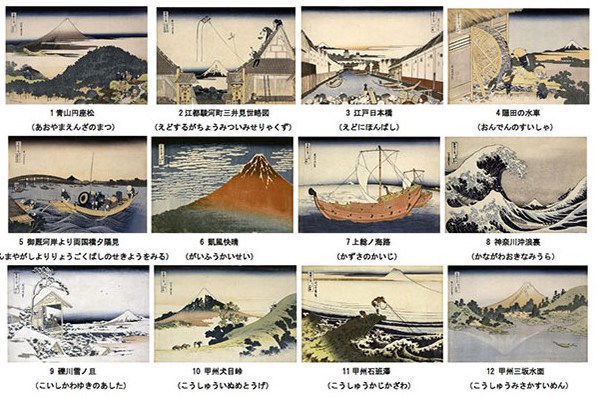 1 青山円座松
(あおやまえんざのまつ)
2 江都駿河町三井見世略図
(えどするがちょうみついみせりゃくず)
3 江戸日本橋
(えどにほんばし)
4 隠田の水車
(おんでんのすいしゃ)
5 御厩河岸より両国橋夕陽見
んまやがしよりりょうごくばしのせきようをみる)
6 凱風快晴
(がいふうかいせい)
7 上総ノ海路
(かずさのかいじ)
8 神奈川沖浪裏
(かながわおきなみうら)
9 礫川雪ノ旦
(こいしかわゆきのあした)
10 甲州犬目峠
(こうしゅういぬめとうげ)
11 甲州石班澤
(こうしゅうかじかざわ)
12 甲州三坂水面
(こうしゅうみさかすいめん)